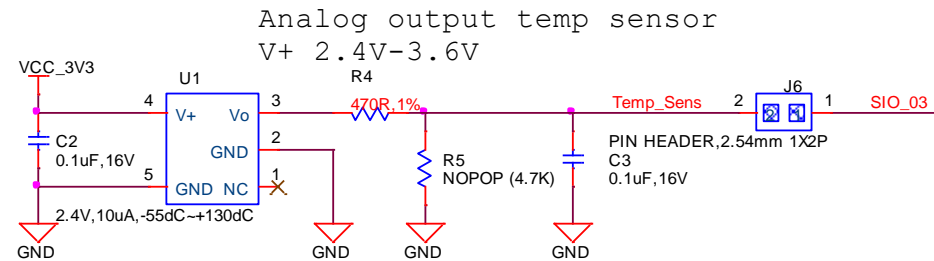 Analog output temp sensor
V+ 2.4V-3.6V
VCC_3V3
U1
R4
470R,1%
J6
4
V+
Vo
3
Temp_Sens
2
1
SIO_03
C2
0.1uF,16V
GND
2
R5
NOPOP (4.7K)
PIN HEADER,2.54mm 1X2P
C3
0.1uF,16V
5
GND
NC
1
2.4V,10uA,-55dC~+130dC
GND
GND
GND
GND